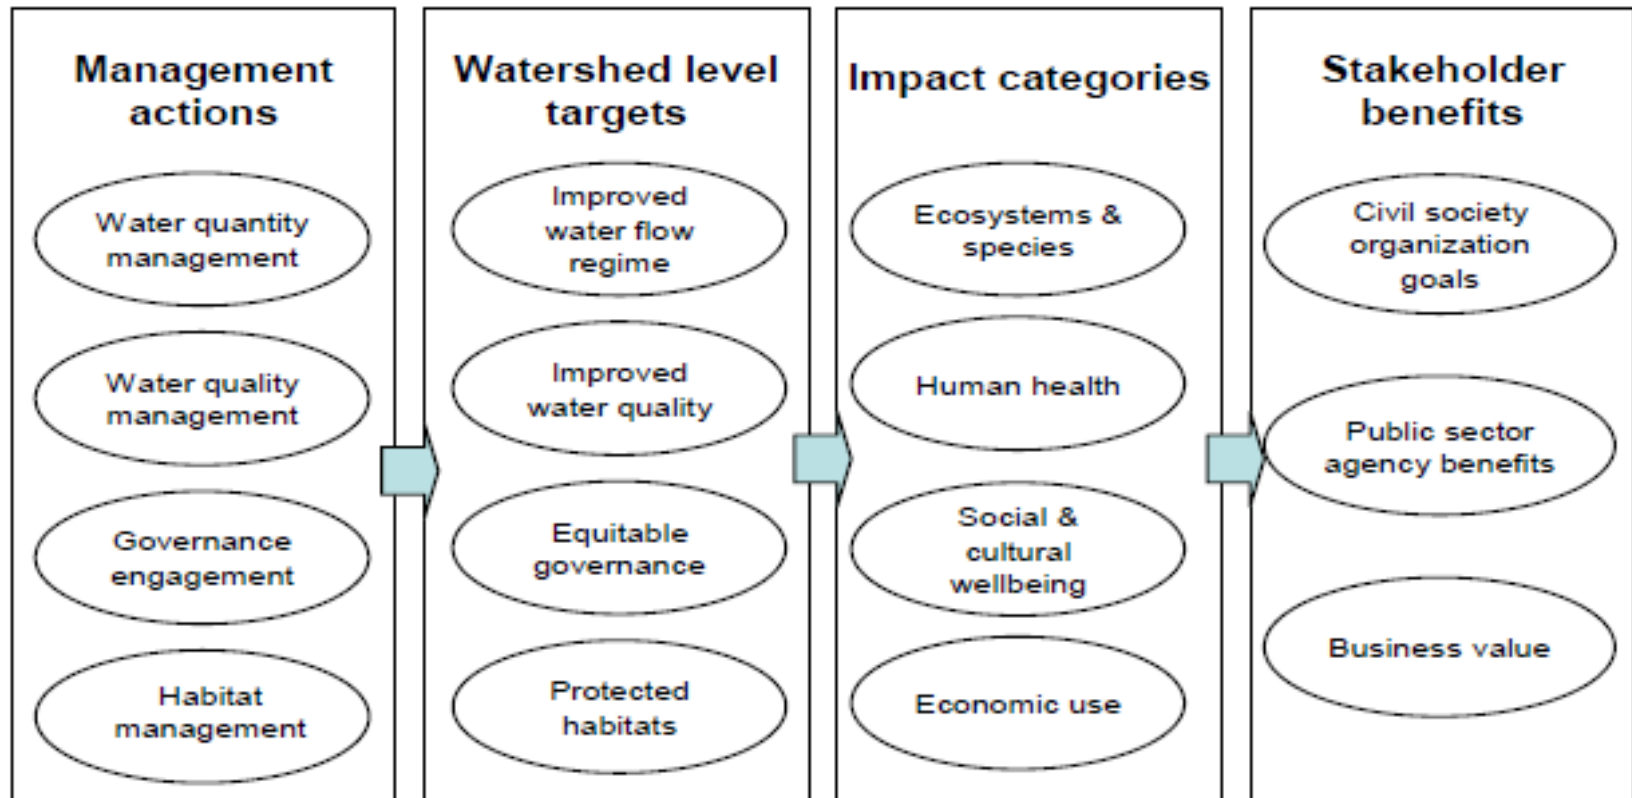 Management
actions
Water quantity
management
Water quality
management
Governance
engagement
Habitat
management
Watershed level
targets
Improved
water flow
regime
Improved
water quality
Equitable
governance
Protected
habitats
Impact categories
Ecosystems &
species
Human health
Social &
cultural
wellbeing
Economic use
Stakeholder
benefits
Civil society
organization
goals
Public sector
agency benefits
Business value